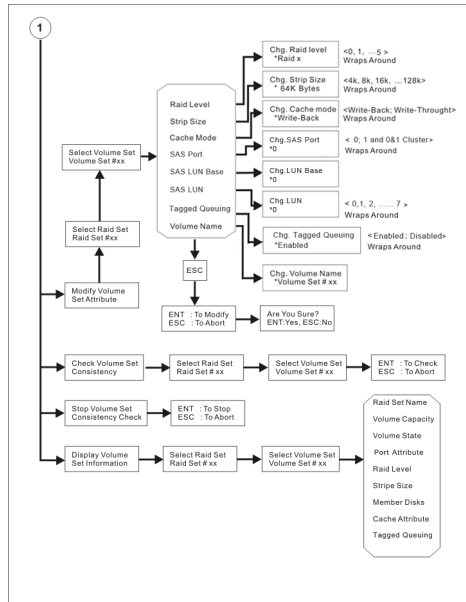 1
Raid Level
Strip Size
Cache Mode
SAS Port
SAS LUN Base
SAS LUN
Tagged Queuing
Volume Name
Chg. Raid level
*Raid x
<0, 1, ...5 >
Wraps Around
Chg. Strip Size
* 64K Bytes
<4k, 8k, 16k, ...128k>
Wraps Around
Chg. Cache mode
*Write-Back
<Write-Back; Write-Throught>
Wraps Around
Chg.SAS Port
*0
< 0; 1 and 0&1 Cluster>
Wraps Around
Chg.LUN Base
*0
Chg.LUN
*0
< 0,1, 2, ...... 7 >
Wraps Around
Chg. Tagged Queuing
*Enabled
<Enabled: Disabled>
Wraps Around
Chg. Volume Name
*Volume Set # xx
Select Volume Set
Volume Set #xx
Select Raid Set
Raid Set #xx
Modify Volume
Set Attribute
ESC
ENT : To Modify
ESC : To Abort
Are You Sure?
ENT:Yes, ESC:No
Check Volume Set
Consistency
Select Raid Set
Raid Set # xx
Select Volume Set
Volume Set # xx
ENT : To Check
ESC : To Abort
Stop Volume Set
Consistency Check
ENT : To Stop
ESC : To Abort
Display Volume
Set Information
Select Raid Set
Raid Set # xx
Select Volume Set
Volume Set # xx
Raid Set Name
Volume Capacity
Volume State
Port Attribute
Raid Level
Stripe Size
Member Disks
Cache Attribute
Tagged Queuing